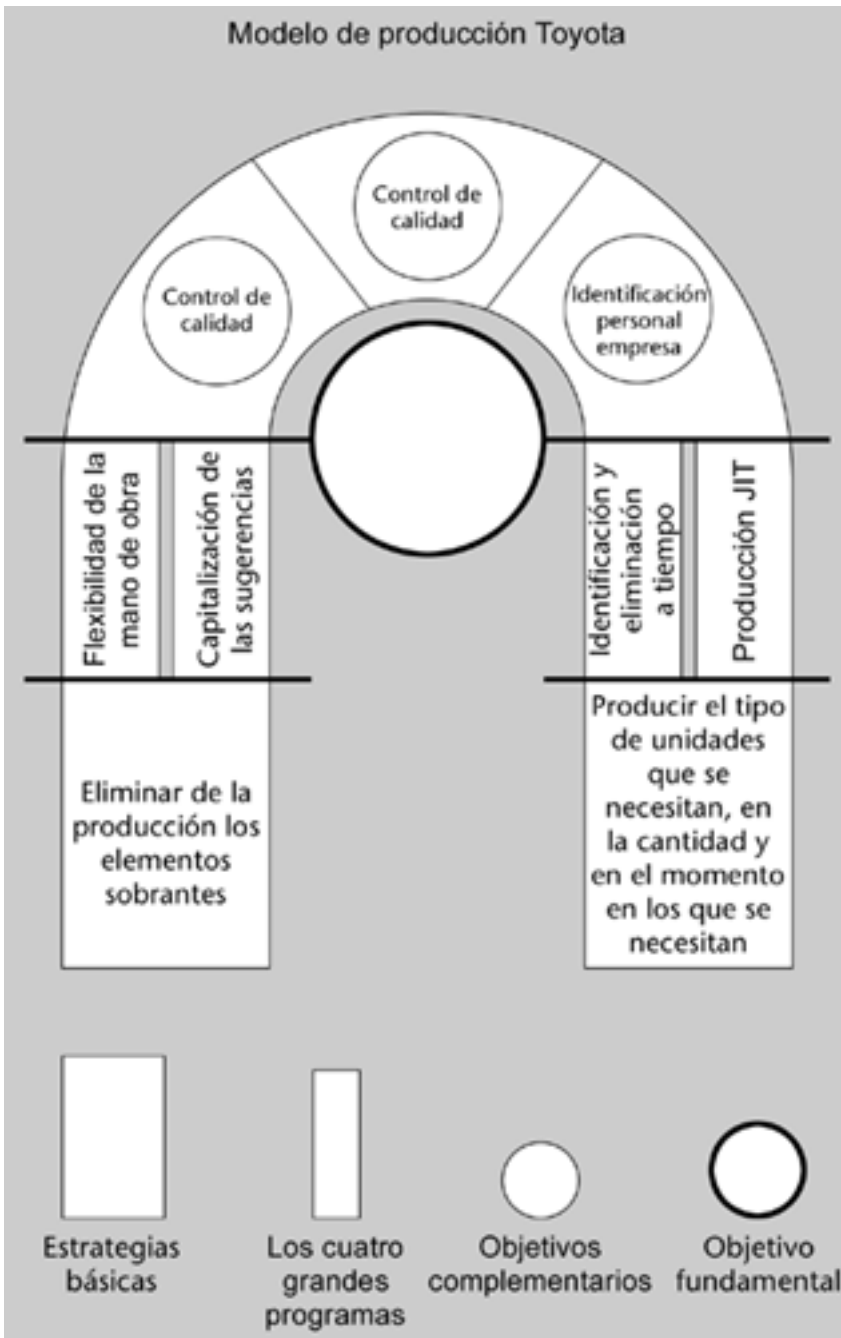 Modelo de producción Toyota
Control de
calidad
Control de
calidad
Identificación
personal
empresa
Flexibilidad de la
mano de obra
Capitalización de
las sugerencias
Identificación y
eliminación
a tiempo
Producción JIT
Eliminar de la
producción los
elementos
sobrantes
Producir el tipo
de unidades
que se
necesitan, en
la cantidad y
en el momento
en los que se
necesitan
Estrategias
básicas
Los cuatro
grandes
programas
Objetivos
complementarios
Objetivo
fundamental